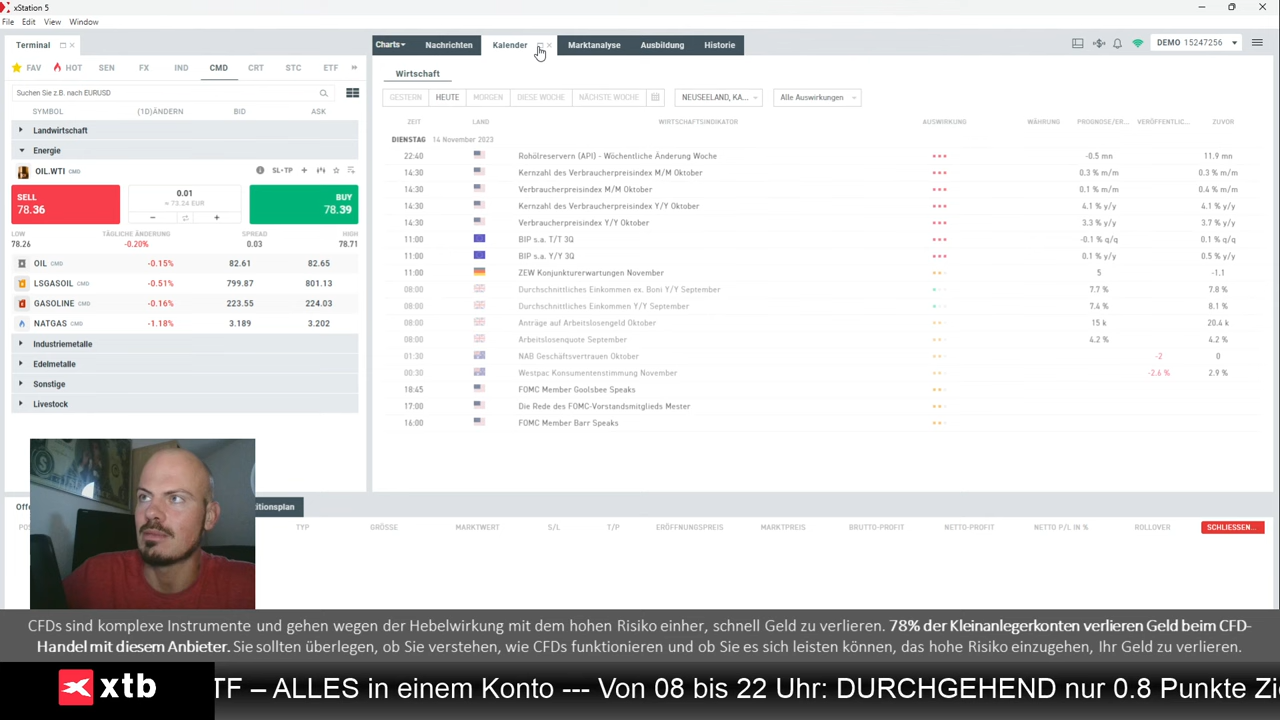 xStation 5
File Edit View Window
Terminal
FAV HOT SEN FX IND CMD CRT STC ETF
Suchen Sie z.B. nach EURUSD
SYMBOL (1D)ÄNDERN BID ASK
Landwirtschaft
Energie
OIL.WTI CMD SL+TP
SELL 78.36
0.01
≈ 73.24 EUR
BUY 78.39
LOW TÄGLICHE ÄNDERUNG SPREAD HIGH
78.26 -0.20% 0.03 78.71
OIL CMD -0.15% 82.61 82.65
LSGASOIL CMD -0.51% 799.87 801.13
GASOLINE CMD -0.16% 223.55 224.03
NATGAS CMD -1.18% 3.189 3.202
Industriemetalle
Edelmetalle
Sonstige
Livestock
Charts Nachrichten Kalender Marktanalyse Ausbildung Historie
DEMO 15247256
Wirtschaft
GESTERN HEUTE MORGEN DIESE WOCHE NÄCHSTE WOCHE NEUSEELAND, KA... Alle Auswirkungen
ZEIT LAND WIRTSCHAFTSINDIKATOR AUSWIRKUNG WÄHRUNG PROGNOSE/ER... VERÖFFENTLIC... ZUVOR
DIENSTAG 14 November 2023
22:40 Rohölreservern (API) - Wöchentliche Änderung Woche -0.5 mn 11.9 mn
14:30 Kernzahl des Verbraucherpreisindex M/M Oktober 0.3 % m/m 0.3 % m/m
14:30 Verbraucherpreisindex M/M Oktober 0.1 % m/m 0.4 % m/m
14:30 Kernzahl des Verbraucherpreisindex Y/Y Oktober 4.1 % y/y 4.1 % y/y
14:30 Verbraucherpreisindex Y/Y Oktober 3.3 % y/y 3.7 % y/y
11:00 BIP s.a. T/T 3Q -0.1 % q/q 0.1 % q/q
11:00 BIP s.a. Y/Y 3Q 0.1 % y/y 0.5 % y/y
11:00 ZEW Konjunkturerwartungen November 5 -1.1
08:00 Durchschnittliches Einkommen ex. Boni Y/Y September 7.7 % 7.8 %
08:00 Durchschnittliches Einkommen Y/Y September 7.4 % 8.1 %
08:00 Anträge auf Arbeitslosengeld Oktober 15 k 20.4 k
08:00 Arbeitslosenquote September 4.2 % 4.2 %
01:30 NAB Geschäftsvertrauen Oktober -2 0
00:30 Westpac Konsumentenstimmung November -2.6 % 2.9 %
18:45 FOMC Member Goolsbee Speaks
17:00 Die Rede des FOMC-Vorstandsmitglieds Mester
16:00 FOMC Member Barr Speaks
TYP GRÖSSE MARKTWERT S/L T/P ERÖFFNUNGSPREIS MARKTPREIS BRUTTO-PROFIT NETTO-PROFIT NETTO P/L IN % ROLLOVER SCHLIESSEN...
CFDs sind komplexe Instrumente und gehen wegen der Hebelwirkung mit dem hohen Risiko einher, schnell Geld zu verlieren. 78% der Kleinanlegerkonten verlieren Geld beim CFD-
Handel mit diesem Anbieter. Sie sollten überlegen, ob Sie verstehen, wie CFDs funktionieren und ob Sie es sich leisten können, das hohe Risiko einzugehen, Ihr Geld zu verlieren.
xtb
TF – ALLES in einem Konto --- Von 08 bis 22 Uhr: DURCHGEHEND nur 0.8 Punkte Zi